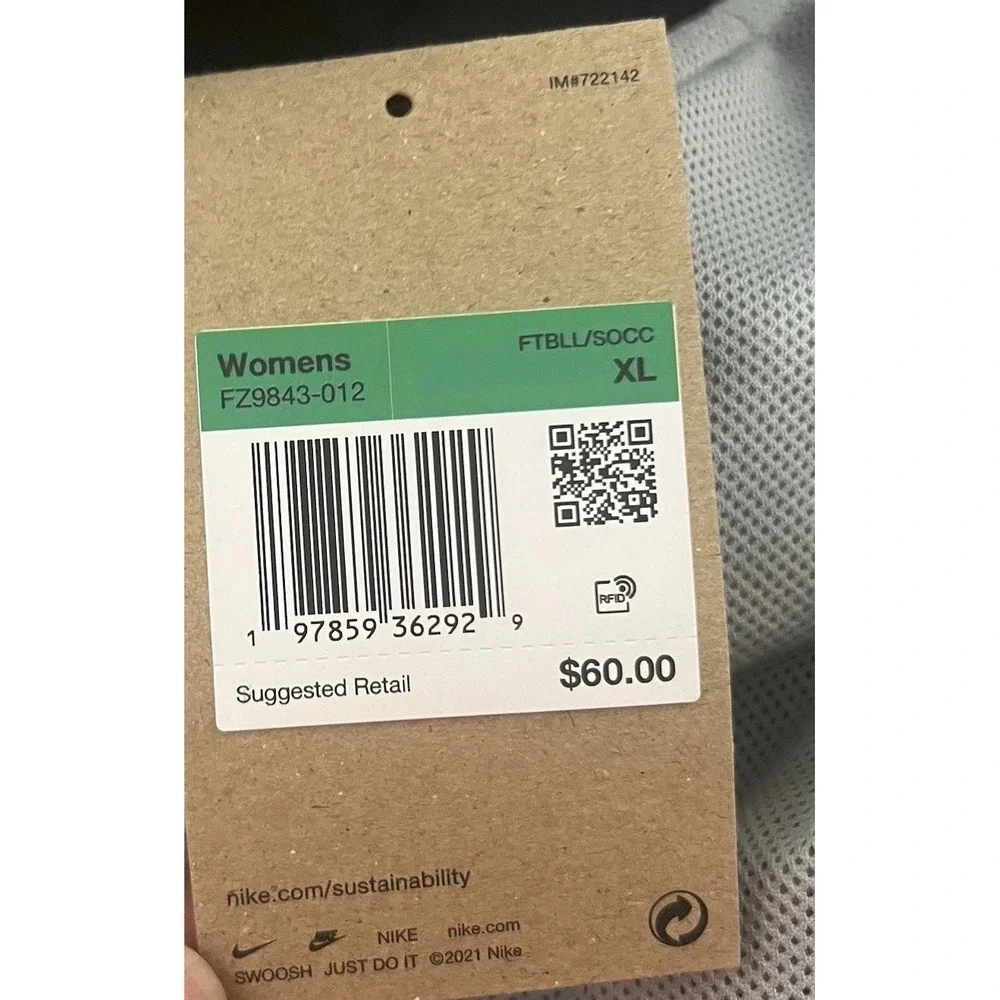 IM#722142
Womens
FTBLL/SOCC
FZ9843-012
XL
1 97859 36292 9
RFID
Suggested Retail
$60.00
nike.com/sustainability
NIKE nike.com
SWOOSH JUST DO IT ©2021 Nike